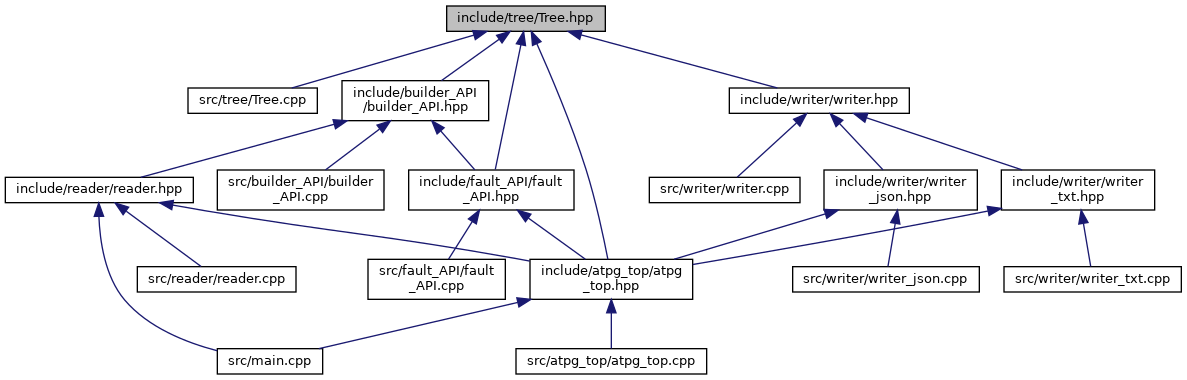 include/tree/Tree.hpp
src/tree/Tree.cpp
include/builder_API
/builder_API.hpp
include/writer/writer.hpp
include/reader/reader.hpp
src/builder_API/builder
_API.cpp
include/fault_API/fault
_API.hpp
src/writer/writer.cpp
include/writer/writer
_json.hpp
include/writer/writer
_txt.hpp
src/reader/reader.cpp
src/fault_API/fault
_API.cpp
include/atpg_top/atpg
_top.hpp
src/writer/writer_json.cpp
src/writer/writer_txt.cpp
src/main.cpp
src/atpg_top/atpg_top.cpp